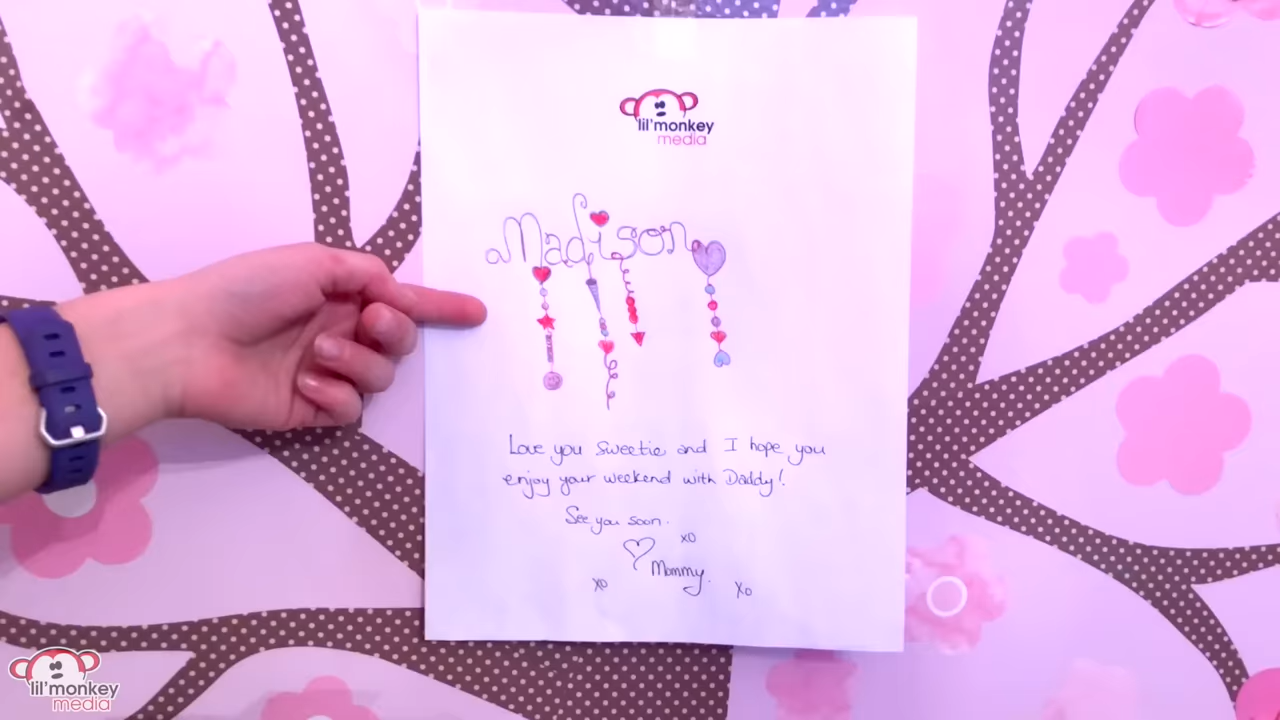 lil'monkey
media
Madison
Love you Sweetie and I hope you
enjoy your weekend with Daddy!
See you soon.
xo
Mommy.
xo
xo
lil'monkey
media